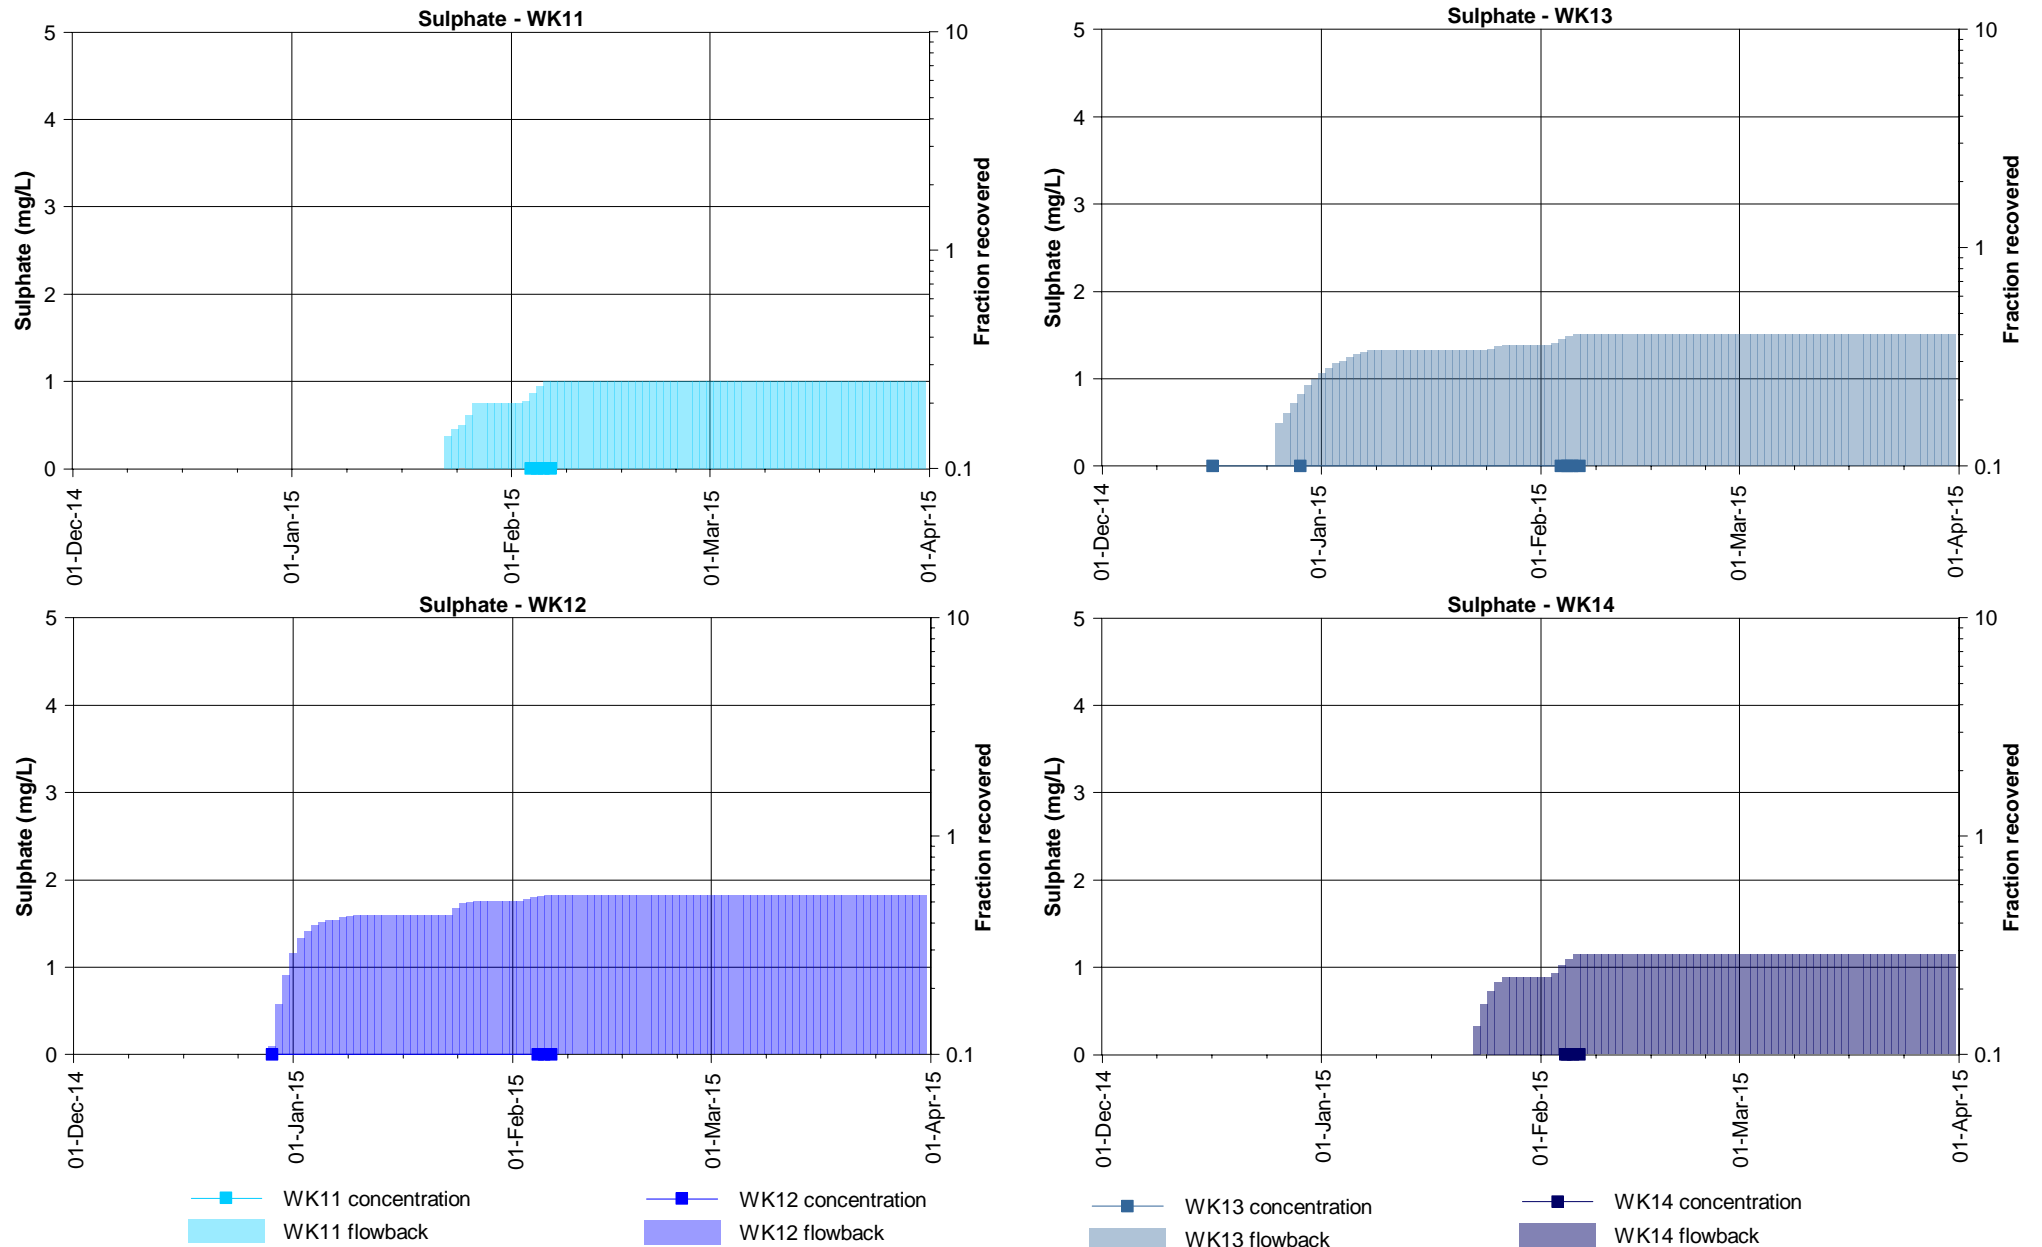 Sulphate - WK11
5
4
3
2
1
0
Sulphate (mg/L)
10
1
0.1
Fraction recovered
01-Dec-14
01-Jan-15
01-Feb-15
01-Mar-15
01-Apr-15
Sulphate - WK13
5
4
3
2
1
0
Sulphate (mg/L)
10
1
0.1
Fraction recovered
01-Dec-14
01-Jan-15
01-Feb-15
01-Mar-15
01-Apr-15
Sulphate - WK12
5
4
3
2
1
0
Sulphate (mg/L)
10
1
0.1
Fraction recovered
01-Dec-14
01-Jan-15
01-Feb-15
01-Mar-15
01-Apr-15
Sulphate - WK14
5
4
3
2
1
0
Sulphate (mg/L)
10
1
0.1
Fraction recovered
01-Dec-14
01-Jan-15
01-Feb-15
01-Mar-15
01-Apr-15
WK11 concentration
WK11 flowback
WK12 concentration
WK12 flowback
WK13 concentration
WK13 flowback
WK14 concentration
WK14 flowback